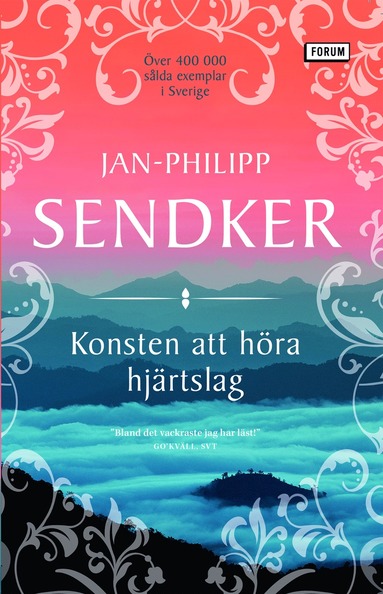 FORUM
Över 400 000
sålda exemplar
i Sverige
JAN-PHILIPP
SENDKER
Konsten att höra
hjärtslag
"Bland det vackraste jag har läst!"
GO'KVÄLL, SVT